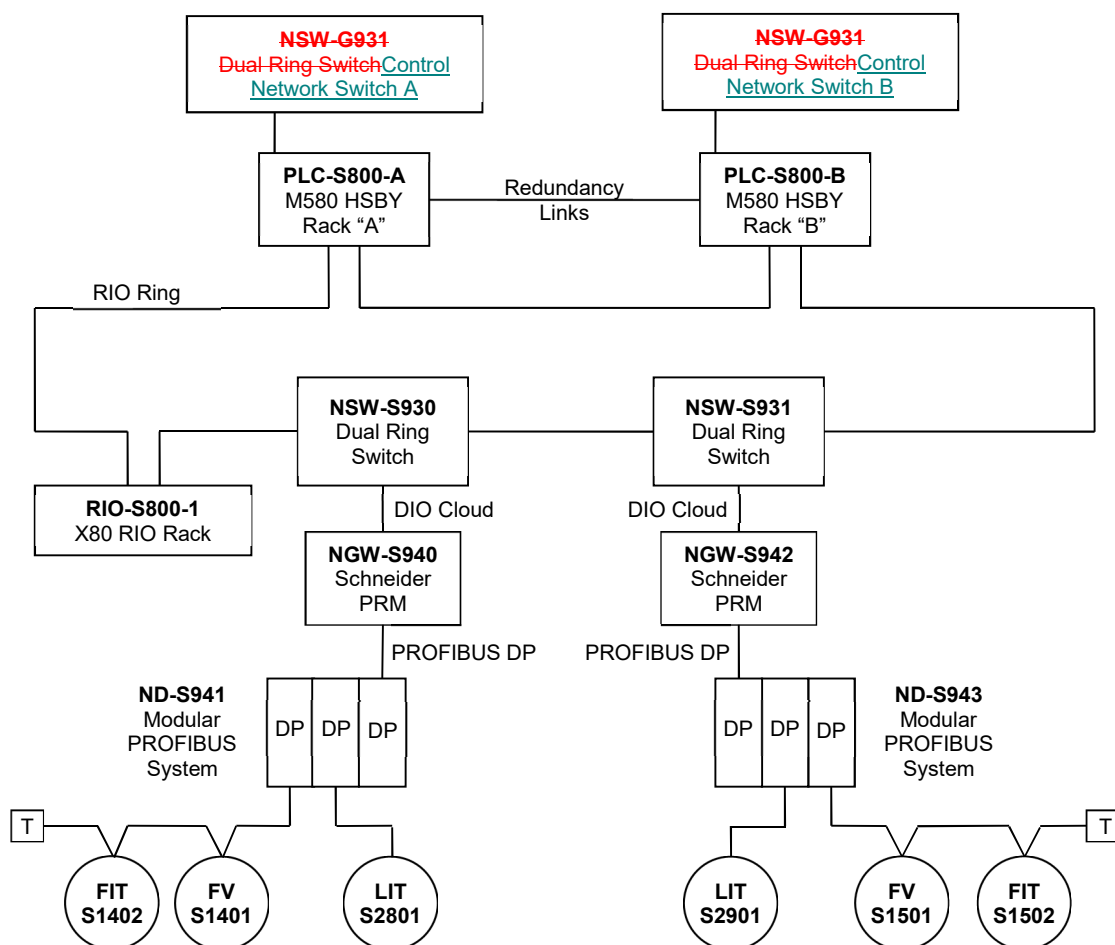 NSW-G931
Dual Ring SwitchControl
Network Switch A
NSW-G931
Dual Ring SwitchControl
Network Switch B
PLC-S800-A
M580 HSBY
Rack “A”
Redundancy
Links
PLC-S800-B
M580 HSBY
Rack “B”
RIO Ring
NSW-S930
Dual Ring
Switch
NSW-S931
Dual Ring
Switch
RIO-S800-1
X80 RIO Rack
DIO Cloud
DIO Cloud
NGW-S940
Schneider
PRM
NGW-S942
Schneider
PRM
PROFIBUS DP
PROFIBUS DP
ND-S941
Modular
PROFIBUS
System
DP
DP
DP
DP
DP
DP
ND-S943
Modular
PROFIBUS
System
T
T
FIT
S1402
FV
S1401
LIT
S2801
LIT
S2901
FV
S1501
FIT
S1502